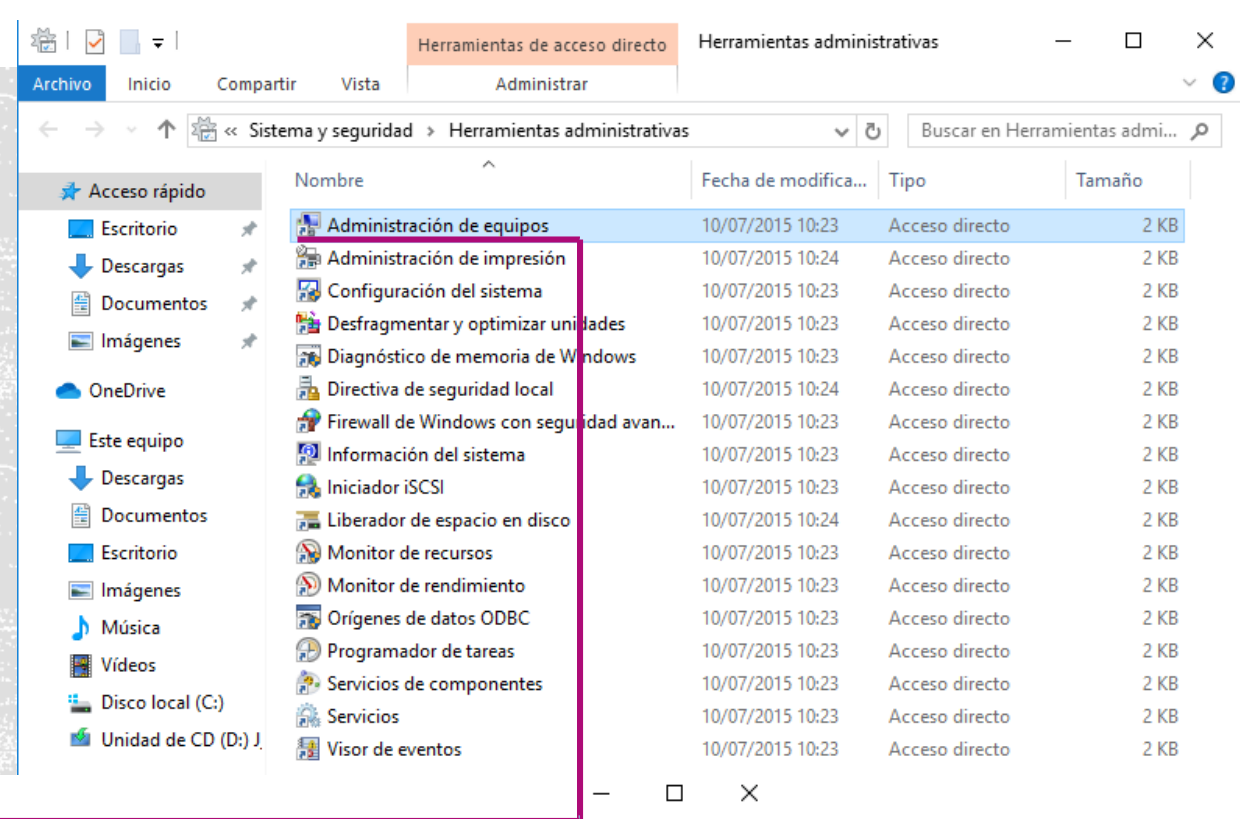 Herramientas de acceso directo Herramientas administrativas
Archivo Inicio Compartir Vista Administrar
« Sistema y seguridad › Herramientas administrativas Buscar en Herramientas admi...
Nombre Fecha de modifica... Tipo Tamaño
Acceso rápido
Escritorio
Descargas
Documentos
Imágenes
OneDrive
Este equipo
Descargas
Documentos
Escritorio
Imágenes
Música
Vídeos
Disco local (C:)
Unidad de CD (D:) J
Administración de equipos 10/07/2015 10:23 Acceso directo 2 KB
Administración de impresión 10/07/2015 10:24 Acceso directo 2 KB
Configuración del sistema 10/07/2015 10:23 Acceso directo 2 KB
Desfragmentar y optimizar unidades 10/07/2015 10:23 Acceso directo 2 KB
Diagnóstico de memoria de Windows 10/07/2015 10:23 Acceso directo 2 KB
Directiva de seguridad local 10/07/2015 10:24 Acceso directo 2 KB
Firewall de Windows con seguridad avan... 10/07/2015 10:23 Acceso directo 2 KB
Información del sistema 10/07/2015 10:23 Acceso directo 2 KB
Iniciador iSCSI 10/07/2015 10:23 Acceso directo 2 KB
Liberador de espacio en disco 10/07/2015 10:24 Acceso directo 2 KB
Monitor de recursos 10/07/2015 10:23 Acceso directo 2 KB
Monitor de rendimiento 10/07/2015 10:23 Acceso directo 2 KB
Orígenes de datos ODBC 10/07/2015 10:23 Acceso directo 2 KB
Programador de tareas 10/07/2015 10:23 Acceso directo 2 KB
Servicios de componentes 10/07/2015 10:23 Acceso directo 2 KB
Servicios 10/07/2015 10:23 Acceso directo 2 KB
Visor de eventos 10/07/2015 10:23 Acceso directo 2 KB